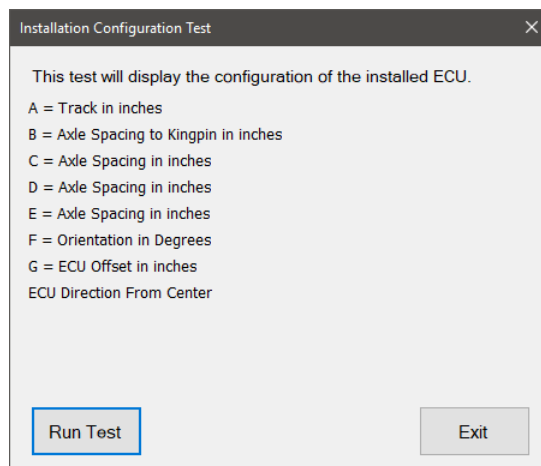 Installation Configuration Test
This test will display the configuration of the installed ECU.
A = Track in inches
B = Axle Spacing to Kingpin in inches
C = Axle Spacing in inches
D = Axle Spacing in inches
E = Axle Spacing in inches
F = Orientation in Degrees
G = ECU Offset in inches
ECU Direction From Center
Run Test
Exit